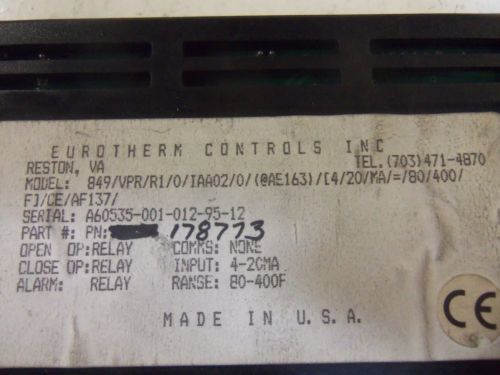 EUROTHERM CONTROLS INC
RESTON, VA TEL.(703)471-4870
MODEL: 849/VPR/R1/0/IAA02/0/(@AE163)/[4/20/MA/=/80/400/
F]/CE/AF137/
SERIAL: A60535-001-012-95-12
PART #: PN: 178773
OPEN OP:RELAY COMMS: NONE
CLOSE OP:RELAY INPUT: 4-20MA
ALARM: RELAY RANGE: 80-400F
MADE IN U.S.A.
CE